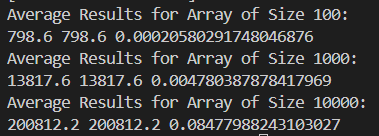 Average Results for Array of Size 100:
798.6 798.6 0.00020580291748046876
Average Results for Array of Size 1000:
13817.6 13817.6 0.004780387878417969
Average Results for Array of Size 10000:
200812.2 200812.2 0.08477988243103027